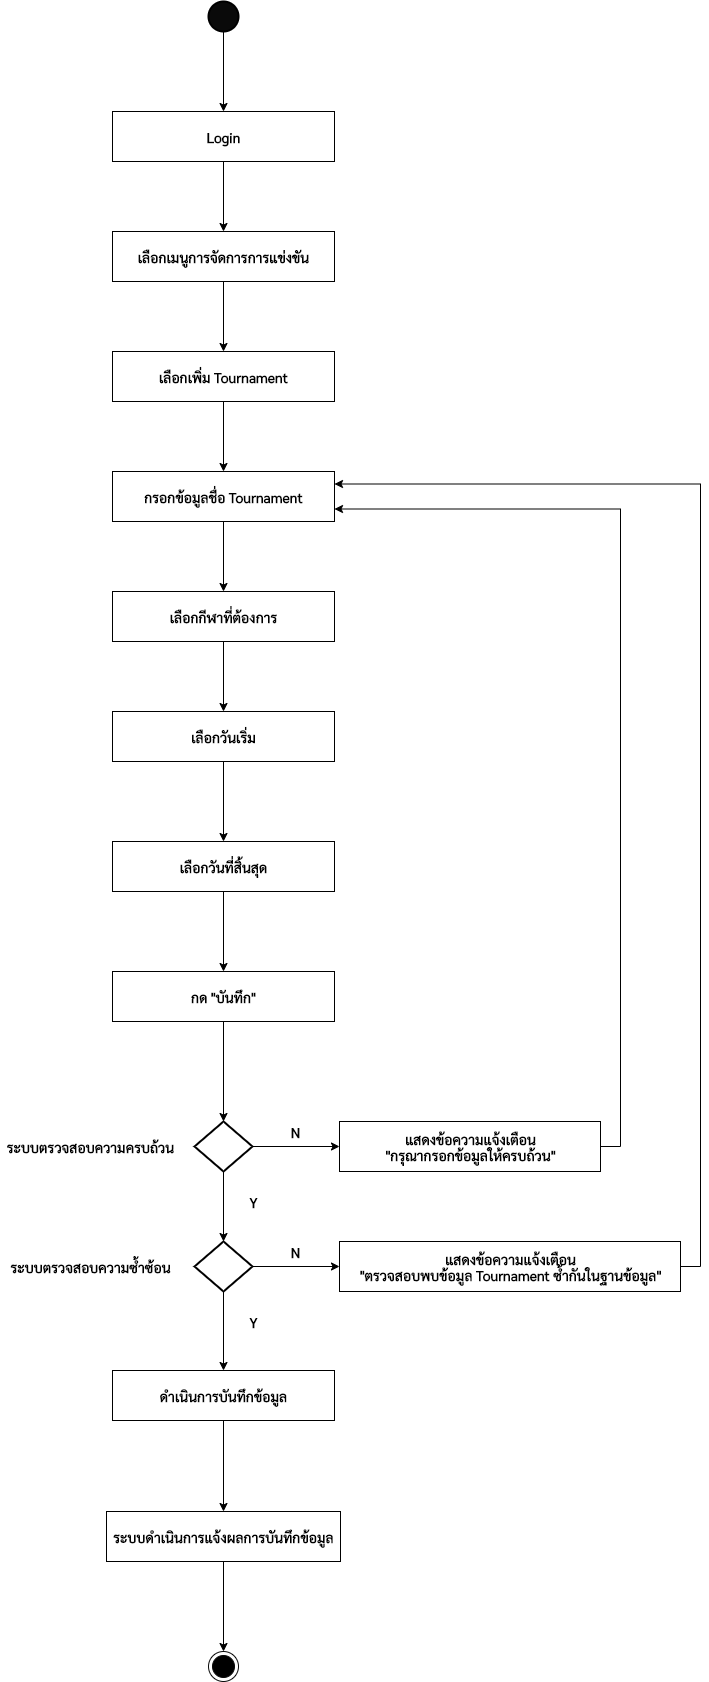 Login
เลือกเมนูการจัดการการแข่งขัน
เลือกเพิ่ม Tournament
กรอกข้อมูลชื่อ Tournament
เลือกกีฬาที่ต้องการ
เลือกวันเริ่ม
เลือกวันที่สิ้นสุด
กด "บันทึก"
ระบบตรวจสอบความครบถ้วน
N
แสดงข้อความแจ้งเตือน
"กรุณากรอกข้อมูลให้ครบถ้วน"
Y
ระบบตรวจสอบความซ้ำซ้อน
N
แสดงข้อความแจ้งเตือน
"ตรวจสอบพบข้อมูล Tournament ซ้ำกันในฐานข้อมูล"
Y
ดำเนินการบันทึกข้อมูล
ระบบดำเนินการแจ้งผลการบันทึกข้อมูล